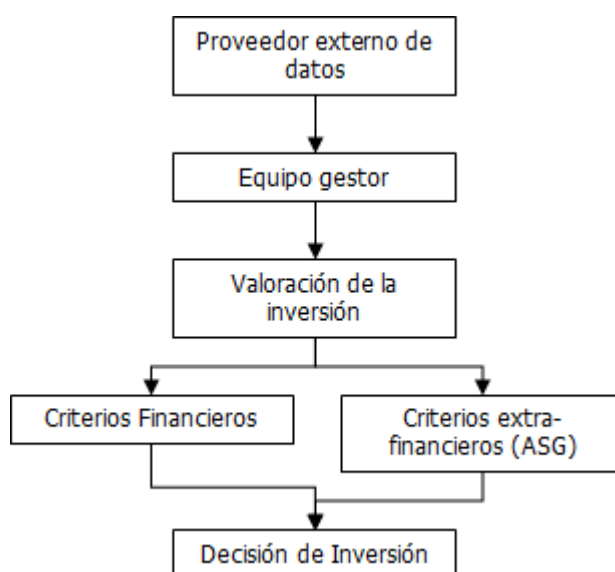 Proveedor externo de
datos
Equipo gestor
Valoración de la
inversión
Criterios Financieros
Criterios extra-
financieros (ASG)
Decisión de Inversión